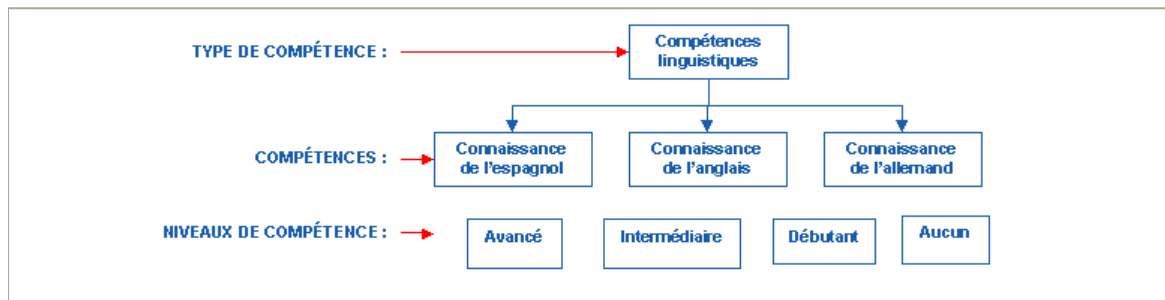 TYPE DE COMPÉTENCE :
Compétences
linguistiques
COMPÉTENCES :
Connaissance
de l'espagnol
Connaissance
de l'anglais
Connaissance
de l'allemand
NIVEAUX DE COMPÉTENCE :
Avancé
Intermédiaire
Débutant
Aucun